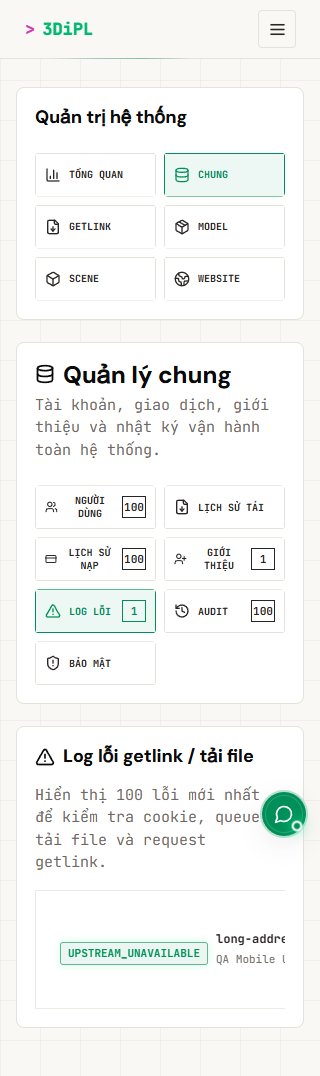 > 3DiPL
Quản trị hệ thống
TỔNG QUAN
CHUNG
GETLINK
MODEL
SCENE
WEBSITE
Quản lý chung
Tài khoản, giao dịch, giới
thiệu và nhật ký vận hành
toàn hệ thống.
NGƯỜI
DÙNG
100
LỊCH SỬ TẢI
LỊCH SỬ
NẠP
100
GIỚI
THIỆU
1
LOG LỖI
1
AUDIT
100
BẢO MẬT
Log lỗi getlink / tải file
Hiển thị 100 lỗi mới nhất
để kiểm tra cookie, queue
tải file và request
getlink.
UPSTREAM_UNAVAILABLE
long-addre
QA Mobile